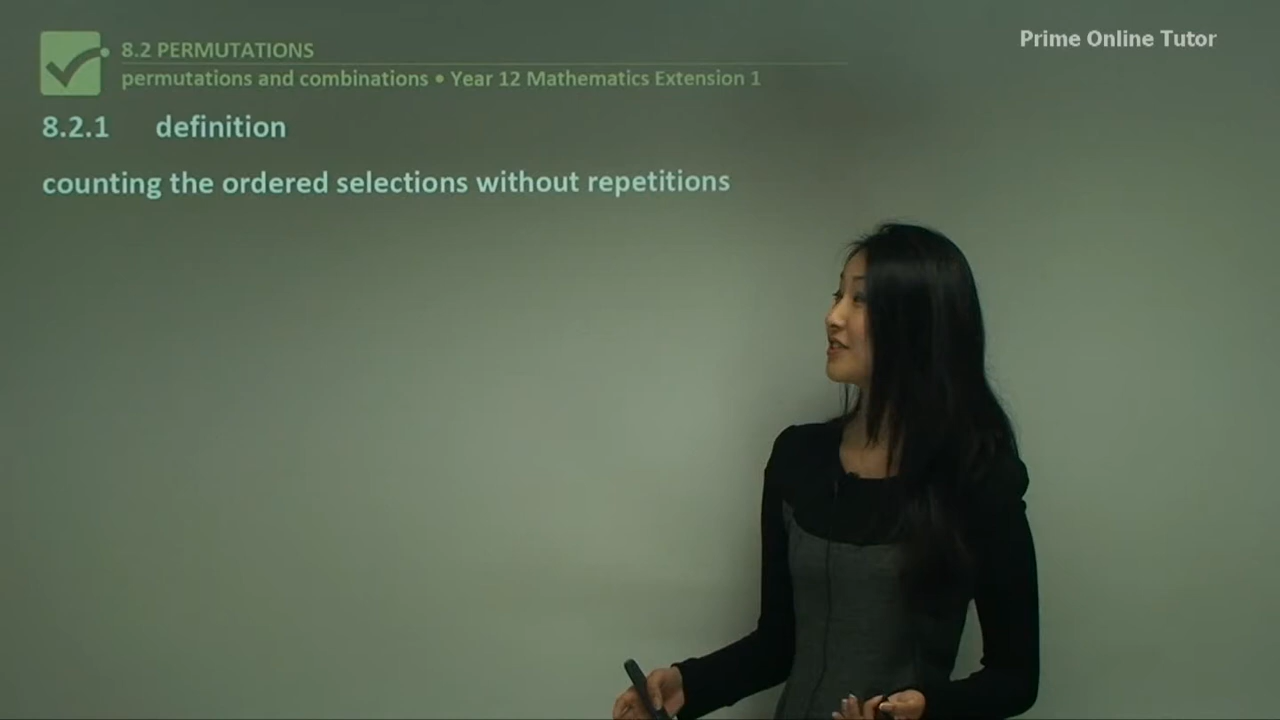 Prime Online Tutor
8.2 PERMUTATIONS
permutations and combinations • Year 12 Mathematics Extension 1
8.2.1 definition
counting the ordered selections without repetitions